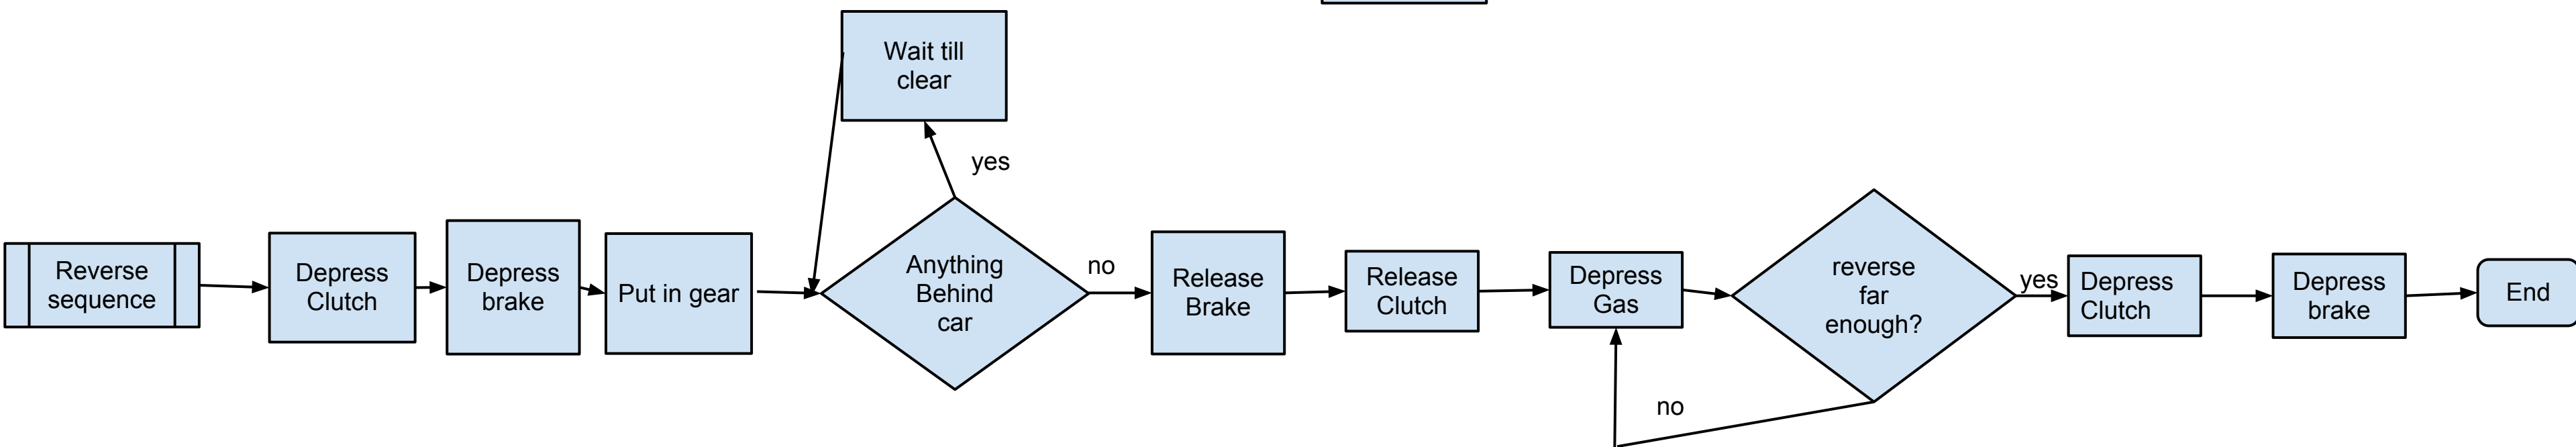 Wait till
clear
yes
Reverse
sequence
Depress
Clutch
Depress
brake
Put in gear
Anything
Behind
car
no
Release
Brake
Release
Clutch
Depress
Gas
reverse
far
enough?
yes
Depress
Clutch
Depress
brake
End
no